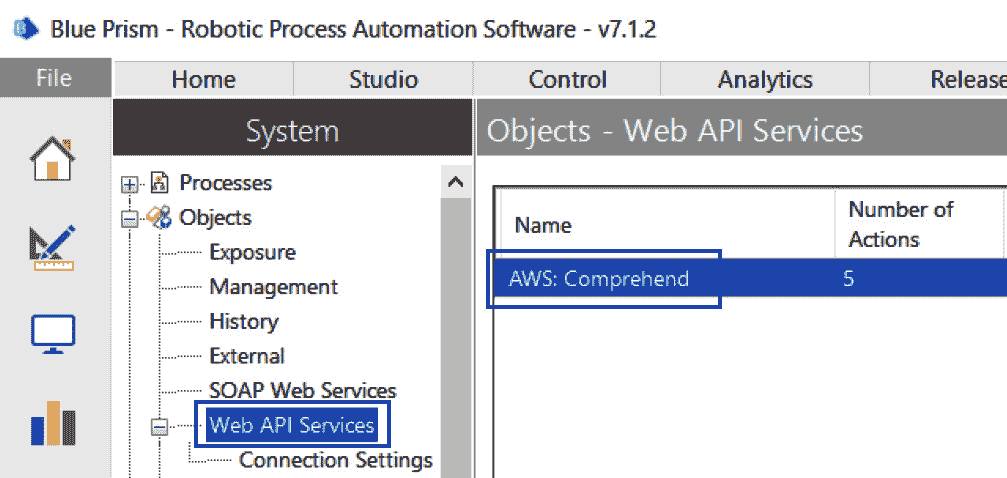 Blue Prism - Robotic Process Automation Software - v7.1.2
File
Home
Studio
Control
Analytics
Release
System
Objects - Web API Services
Processes
Objects
Exposure
Management
History
External
SOAP Web Services
Web API Services
Connection Settings
Name
Number of
Actions
AWS: Comprehend
5